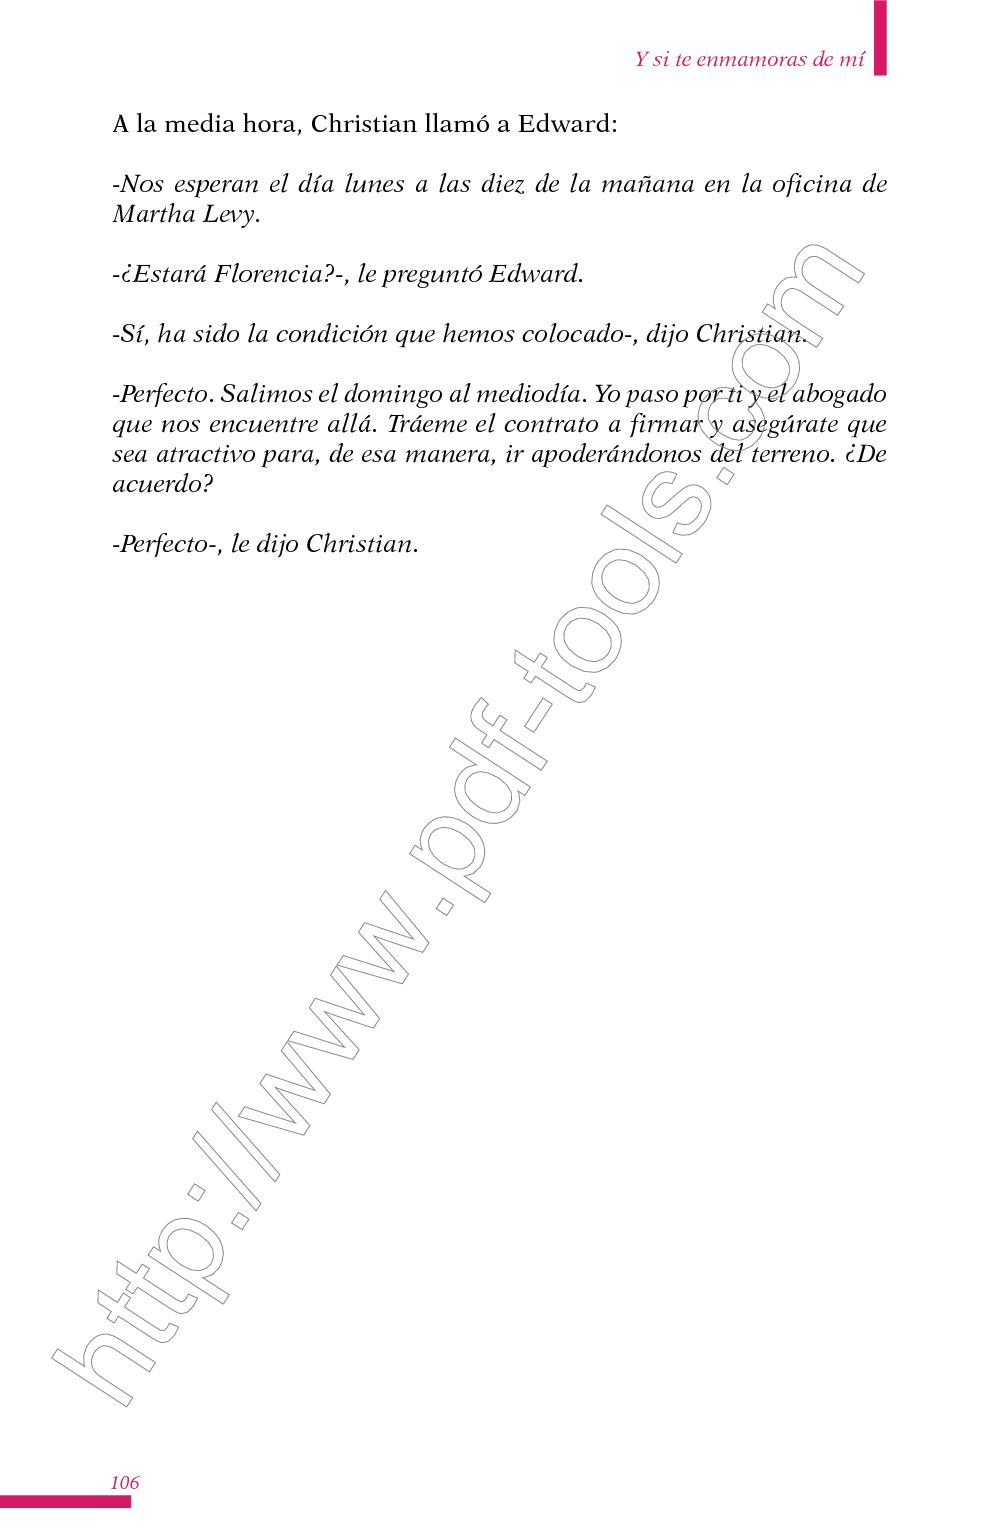 Y si te enmamoras de mí
A la media hora, Christian llamó a Edward:
-Nos esperan el día lunes a las diez de la mañana en la oficina de
Martha Levy.
-¿Estará Florencia?-, le preguntó Edward.
-Sí, ha sido la condición que hemos colocado-, dijo Christian.
-Perfecto. Salimos el domingo al mediodía. Yo paso por ti y el abogado
que nos encuentre allá. Tráeme el contrato a firmar y asegúrate que
sea atractivo para, de esa manera, ir apoderándonos del terreno. ¿De
acuerdo?
-Perfecto-, le dijo Christian.
http://www.pdf-tools.com
106